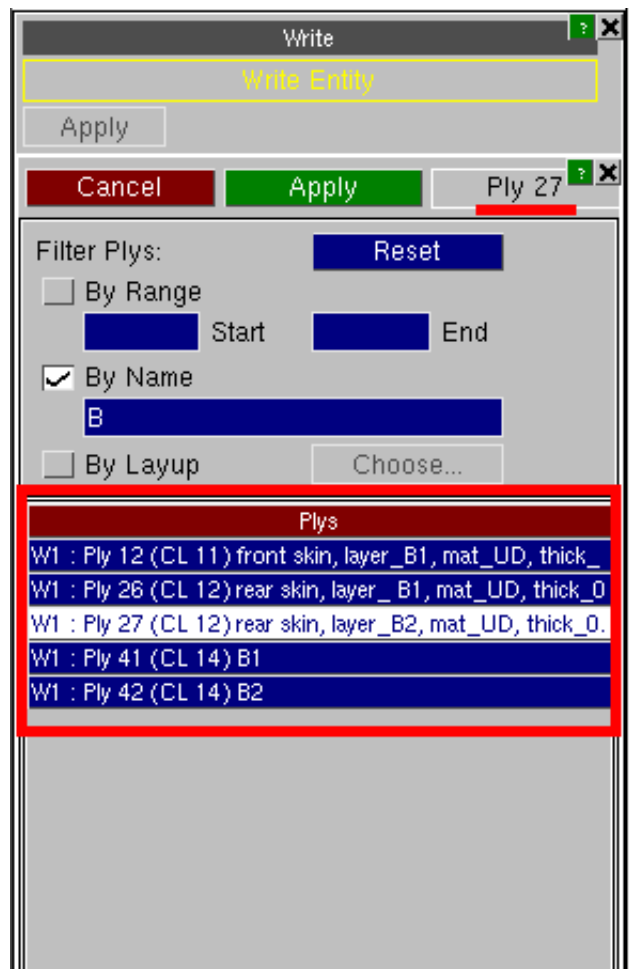 Write ?
Write Entity
Apply
?
Cancel Apply Ply 27
Filter Plys: Reset
By Range
Start End
By Name
B
By Layup Choose...
Plys
W1 : Ply 12 (CL 11) front skin, layer_B1, mat_UD, thick_
W1 : Ply 26 (CL 12) rear skin, layer_ B1, mat_UD, thick_0
W1 : Ply 27 (CL 12) rear skin, layer_B2, mat_UD, thick_0.
W1 : Ply 41 (CL 14) B1
W1 : Ply 42 (CL 14) B2